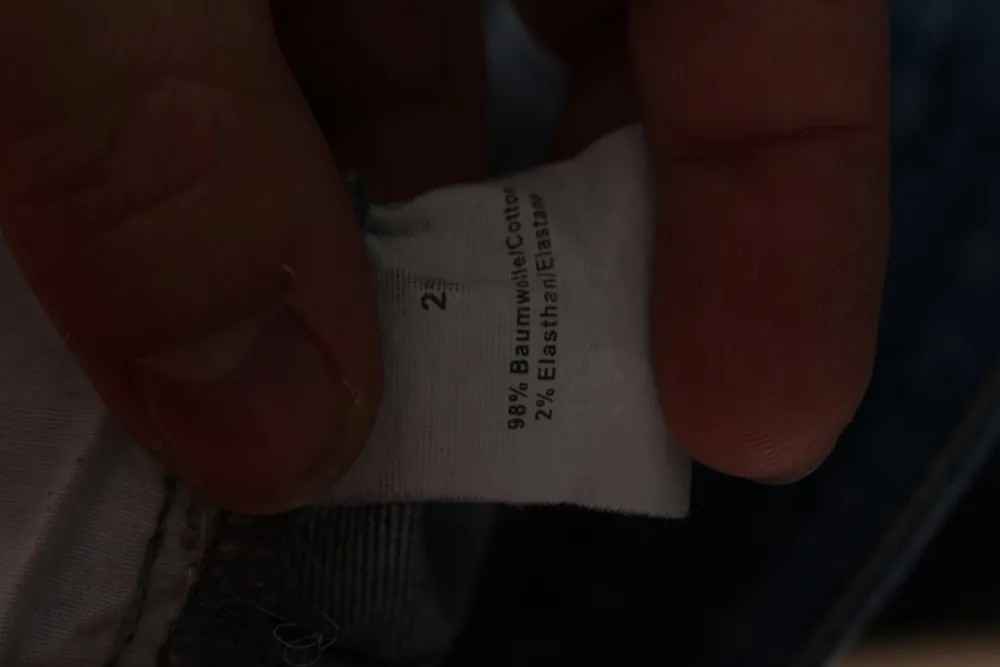 2
98% Baumwolle/Cotton
2% Elasthan/Elastane